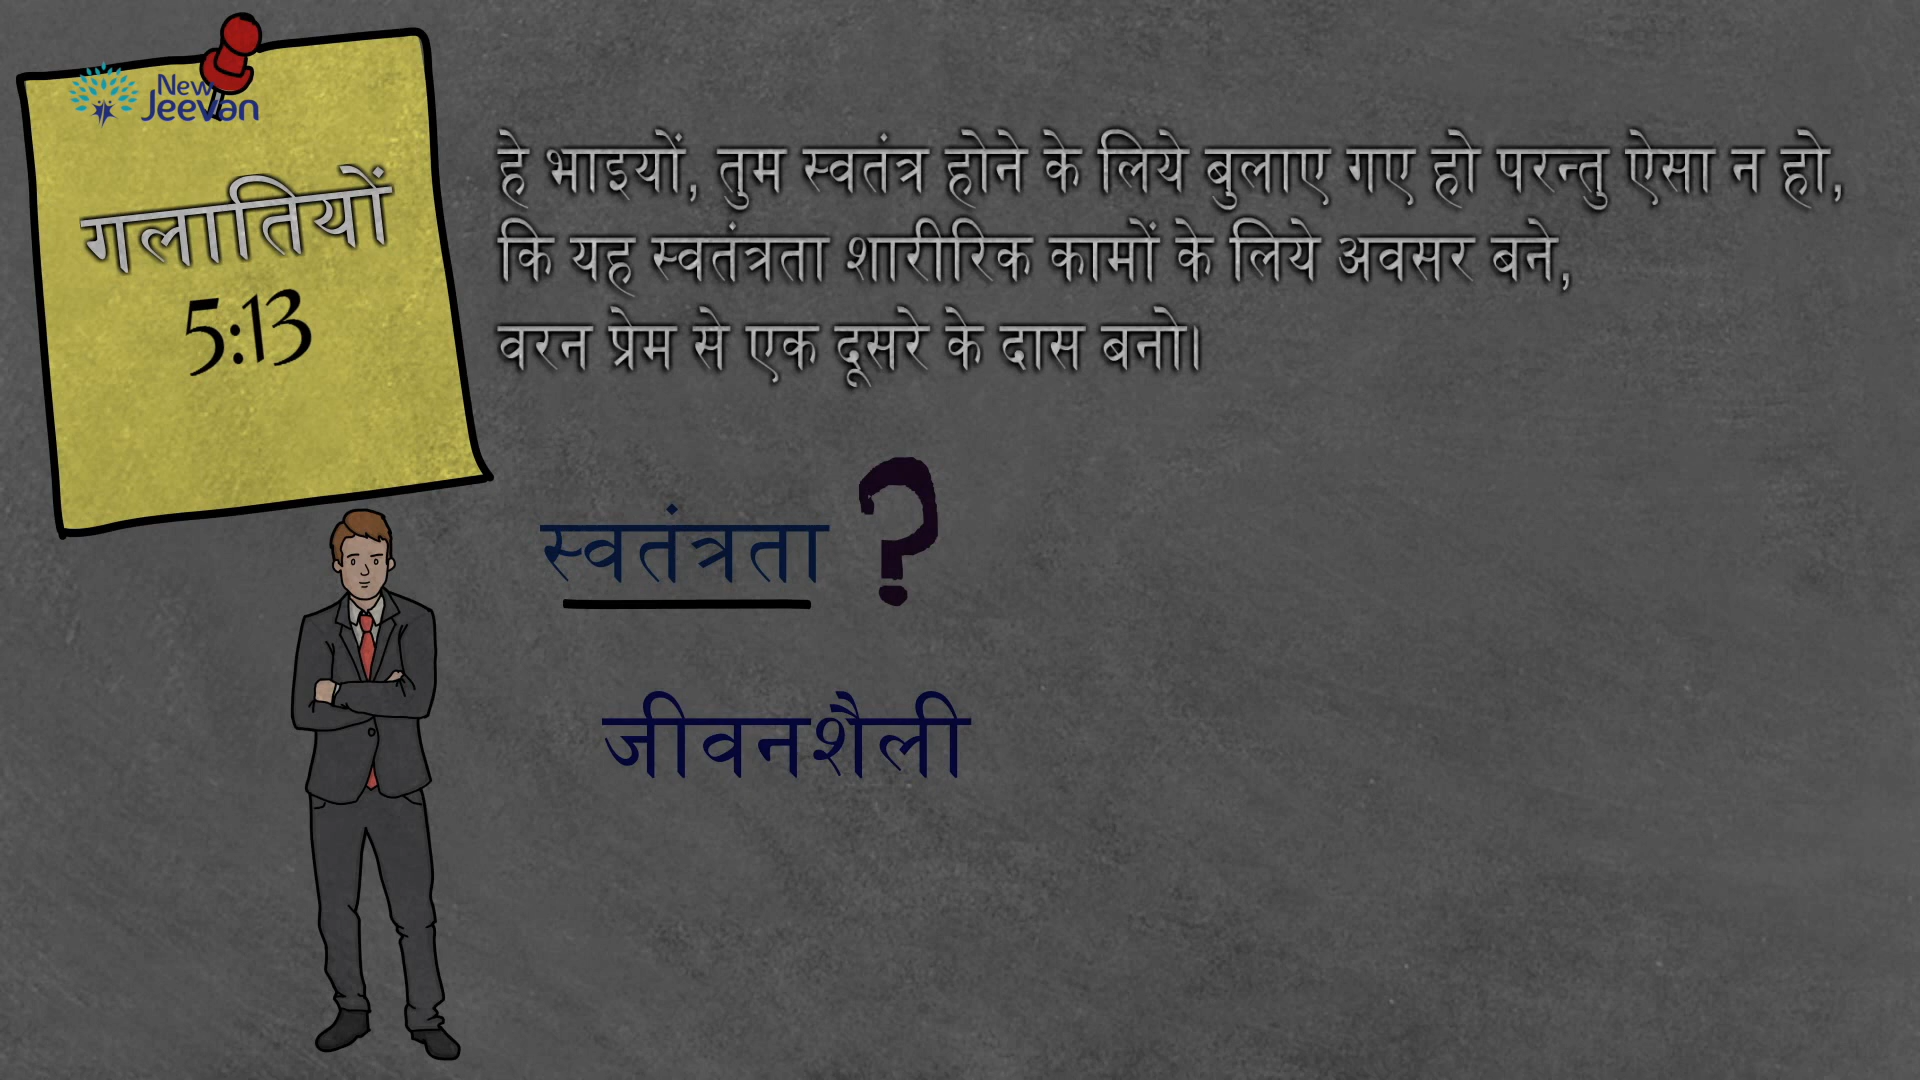 New
Jeevan
गलातियों
5:13
हे भाइयों, तुम स्वतंत्र होने के लिये बुलाए गए हो परन्तु ऐसा न हो,
कि यह स्वतंत्रता शारीरिक कामों के लिये अवसर बने,
वरन प्रेम से एक दूसरे के दास बनो।
स्वतंत्रता ?
जीवनशैली